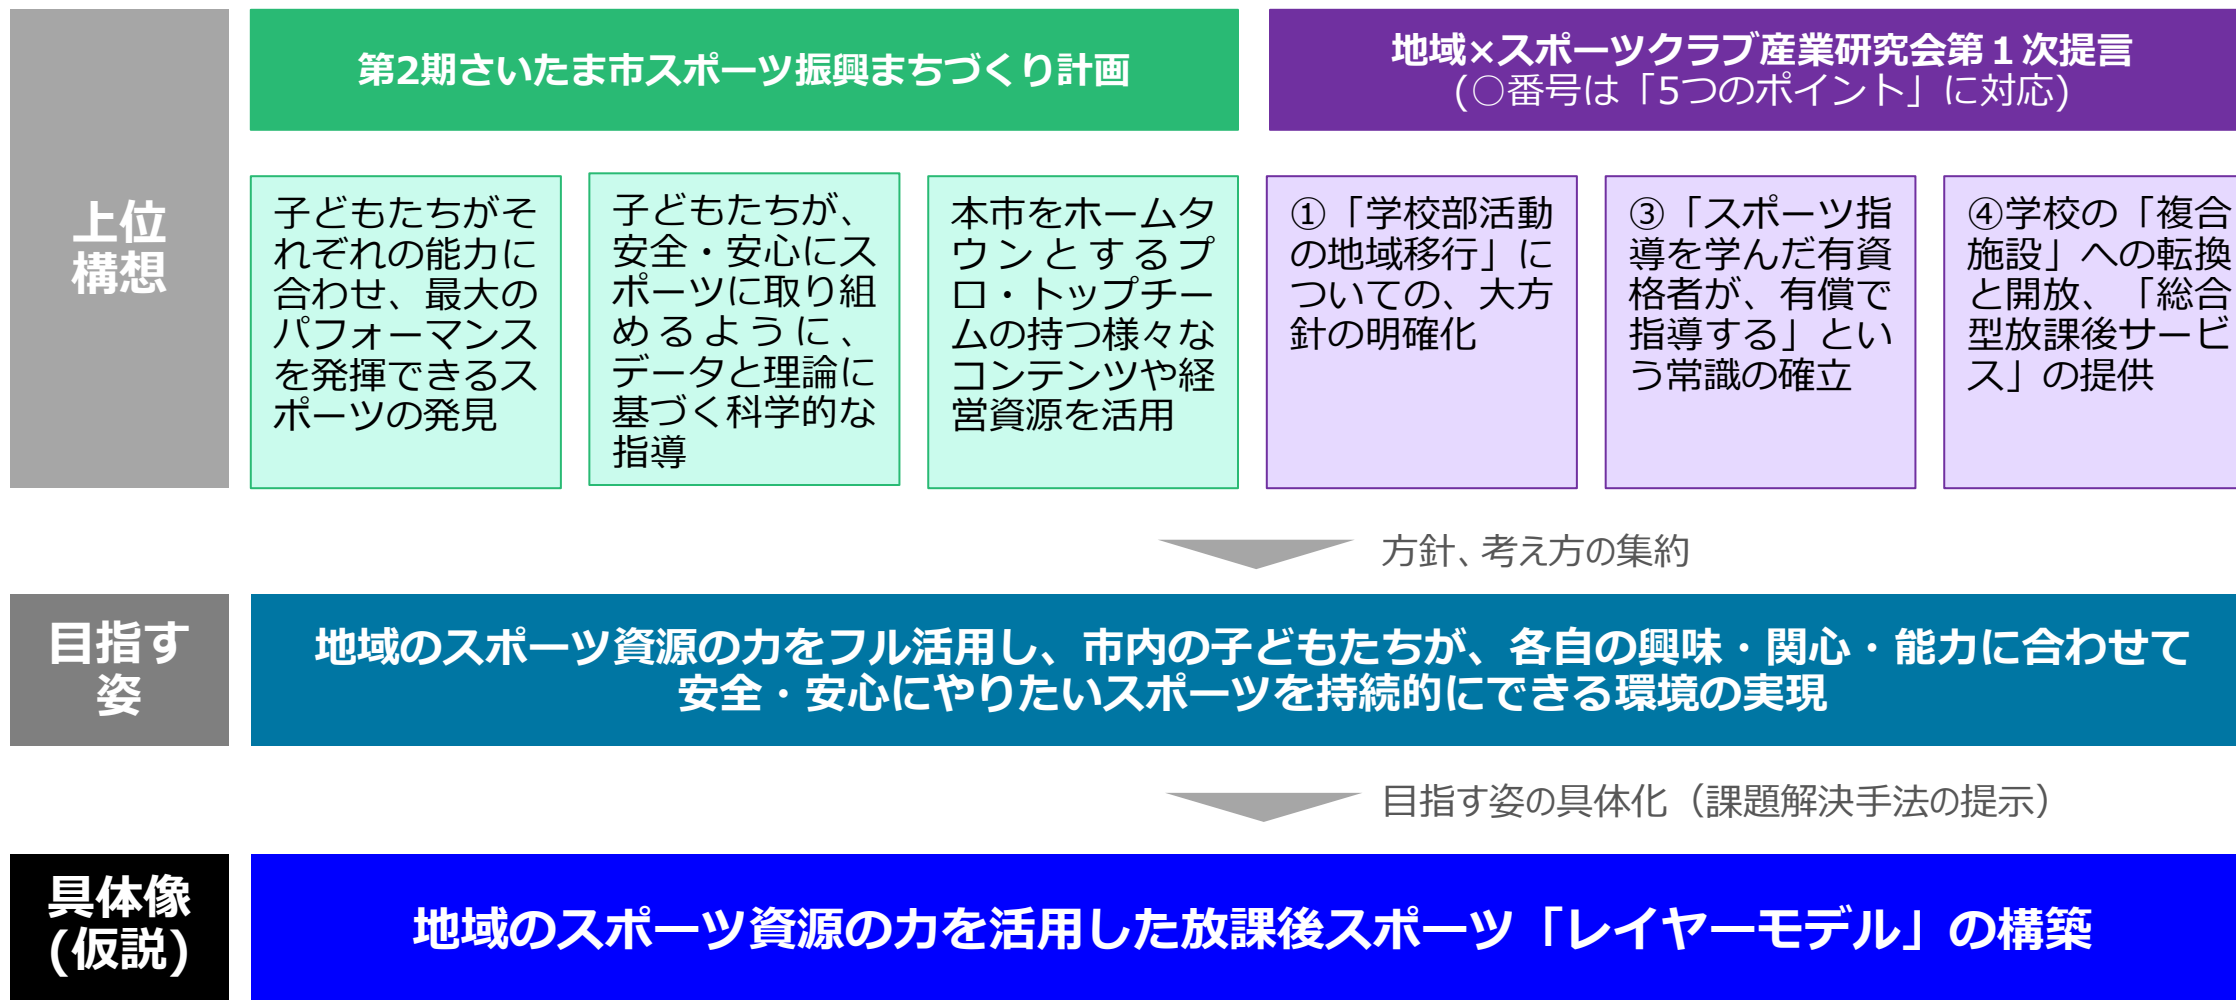 上位
構想
第2期さいたま市スポーツ振興まちづくり計画
地域×スポーツクラブ産業研究会第１次提言
(○番号は「5つのポイント」に対応)
子どもたちがそ
れぞれの能力に
合わせ、最大の
パフォーマンス
を発揮できるス
ポーツの発見
子どもたちが、
安全・安心にス
ポーツに取り組
めるように、
データと理論に
基づく科学的な
指導
本市をホームタ
ウンとするプ
ロ・トップチー
ムの持つ様々な
コンテンツや経
営資源を活用
①「学校部活動
の地域移行」に
ついての、大方
針の明確化
③「スポーツ指
導を学んだ有資
格者が、有償で
指導する」とい
う常識の確立
④学校の「複合
施設」への転換
と開放、「総合
型放課後サービ
ス」の提供
方針、考え方の集約
目指す
姿
地域のスポーツ資源の力をフル活用し、市内の子どもたちが、各自の興味・関心・能力に合わせて
安全・安心にやりたいスポーツを持続的にできる環境の実現
目指す姿の具体化（課題解決手法の提示）
具体像
(仮説)
地域のスポーツ資源の力を活用した放課後スポーツ「レイヤーモデル」の構築